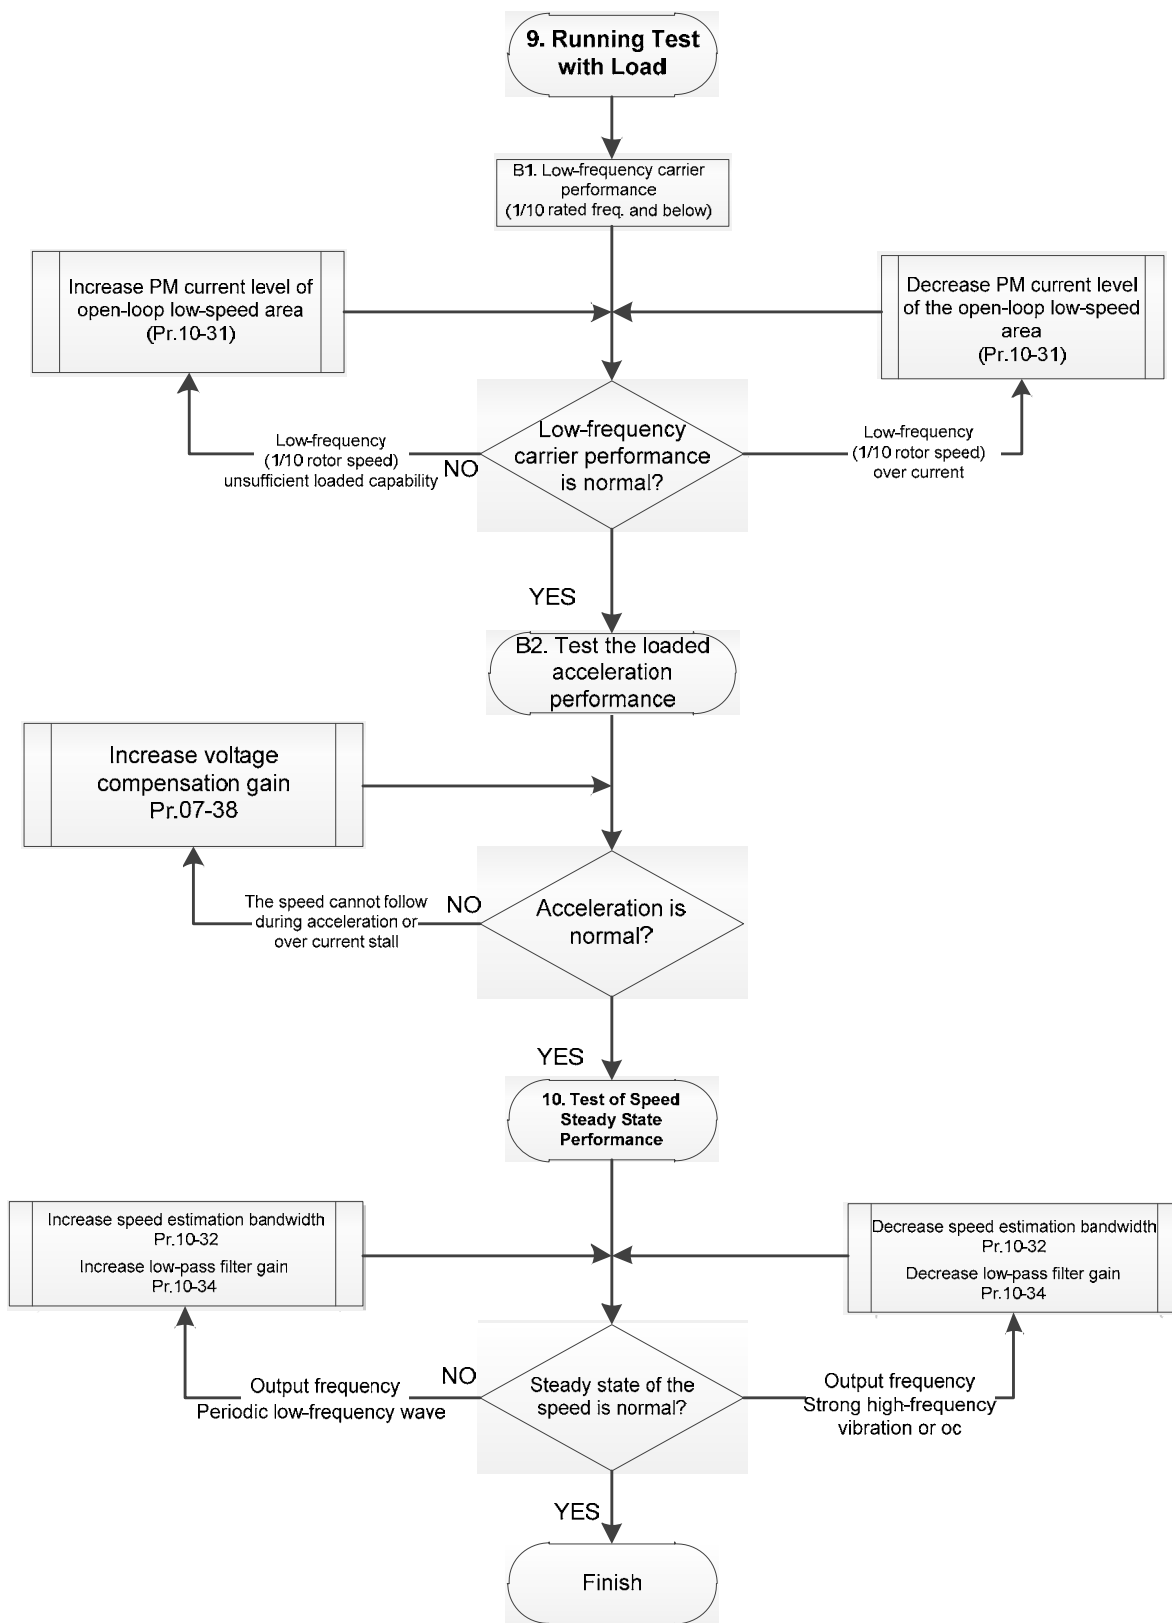 9. Running Test
with Load
B1. Low-frequency carrier
performance
(1/10 rated freq. and below)
Increase PM current level of
open-loop low-speed area
(Pr.10-31)
Decrease PM current level
of the open-loop low-speed
area
(Pr.10-31)
Low-frequency
(1/10 rotor speed)
unsufficient loaded capability
NO
Low-frequency
carrier performance
is normal?
Low-frequency
(1/10 rotor speed)
over current
YES
B2. Test the loaded
acceleration
performance
Increase voltage
compensation gain
Pr.07-38
The speed cannot follow
during acceleration or
over current stall
NO
Acceleration is
normal?
YES
10. Test of Speed
Steady State
Performance
Increase speed estimation bandwidth
Pr.10-32
Increase low-pass filter gain
Pr.10-34
Decrease speed estimation bandwidth
Pr.10-32
Decrease low-pass filter gain
Pr.10-34
NO
Output frequency
Periodic low-frequency wave
Steady state of the
speed is normal?
Output frequency
Strong high-frequency
vibration or oc
YES
Finish